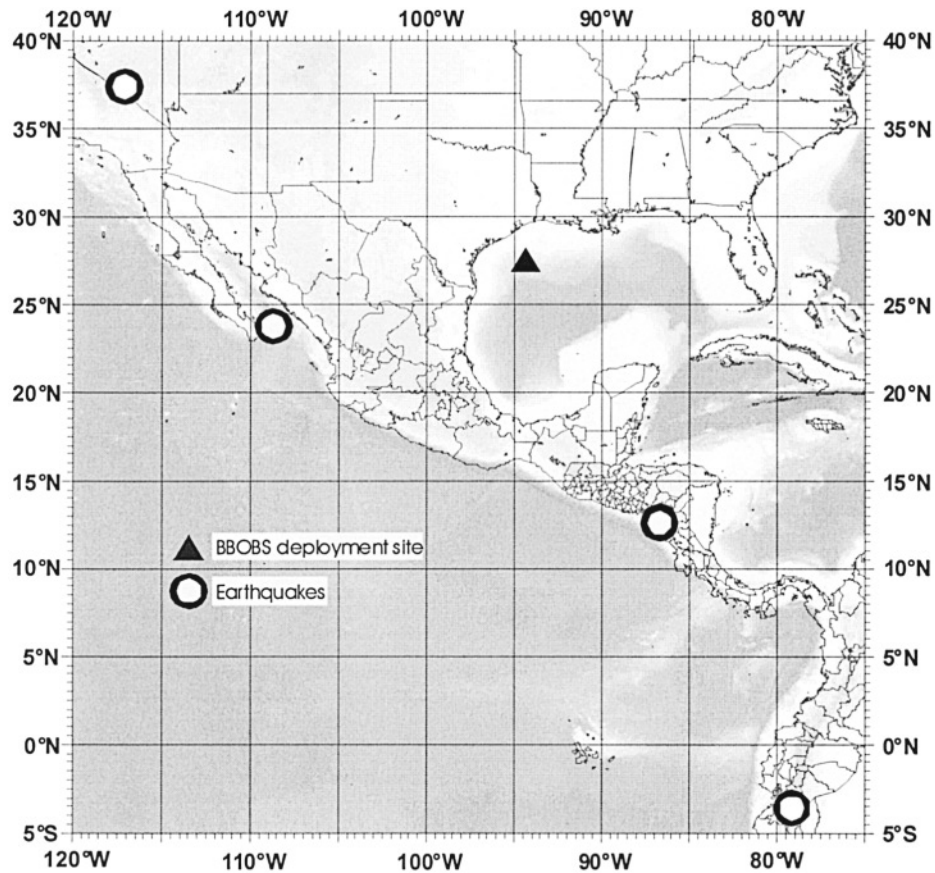 120°W 110°W 100°W 90°W 80°W
40°N 40°N
35°N 35°N
30°N 30°N
25°N 25°N
20°N 20°N
15°N 15°N
BBOBS deployment site
10°N 10°N
Earthquakes
5°N 5°N
0°N 0°N
5°S 5°S
120°W 110°W 100°W 90°W 80°W